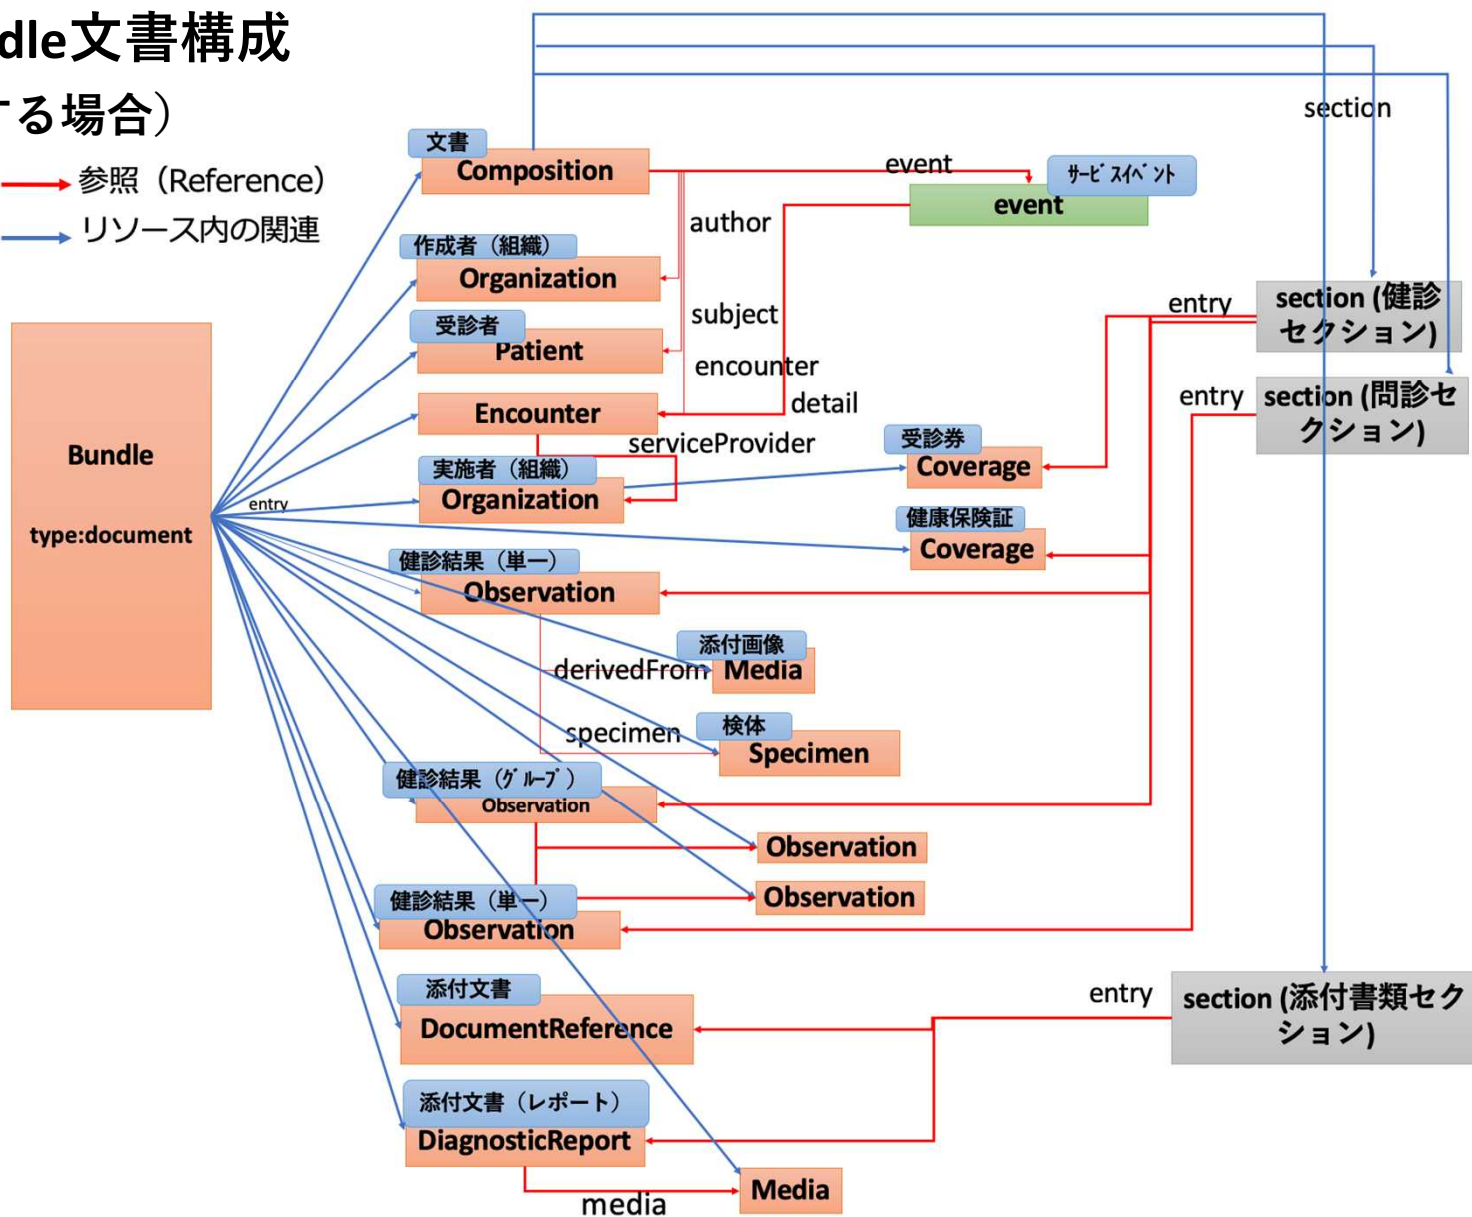 dle文書構成
する場合）
参照（Reference）
リソース内の関連
文書
Composition
event
ｻｰﾋﾞｽｲﾍﾞﾝﾄ
event
section
author
作成者（組織）
Organization
subject
受診者
Patient
encounter
detail
Encounter
serviceProvider
実施者（組織）
Organization
entry
section (健診
セクション)
entry
section (問診セ
クション)
受診券
Coverage
健康保険証
Coverage
Bundle
type:document
entry
健診結果（単一）
Observation
derivedFrom
添付画像
Media
specimen
検体
Specimen
健診結果（ｸﾞﾙｰﾌﾟ）
Observation
Observation
Observation
健診結果（単一）
Observation
添付文書
DocumentReference
entry
section (添付書類セク
ション)
添付文書（レポート）
DiagnosticReport
media
Media